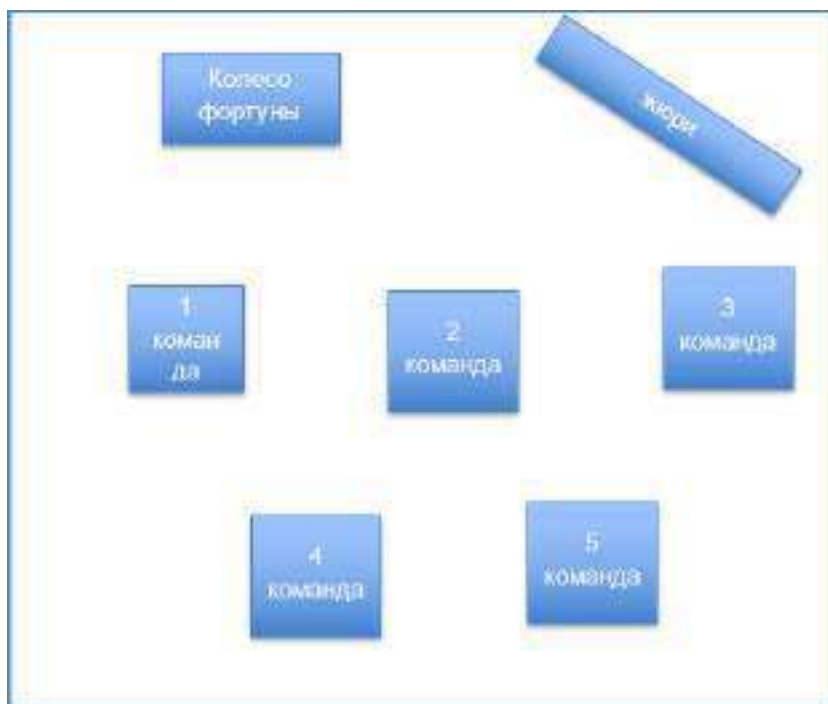 Колесо
фортуны
жюри
1
коман
да
2
команда
3
команда
4
команда
5
команда